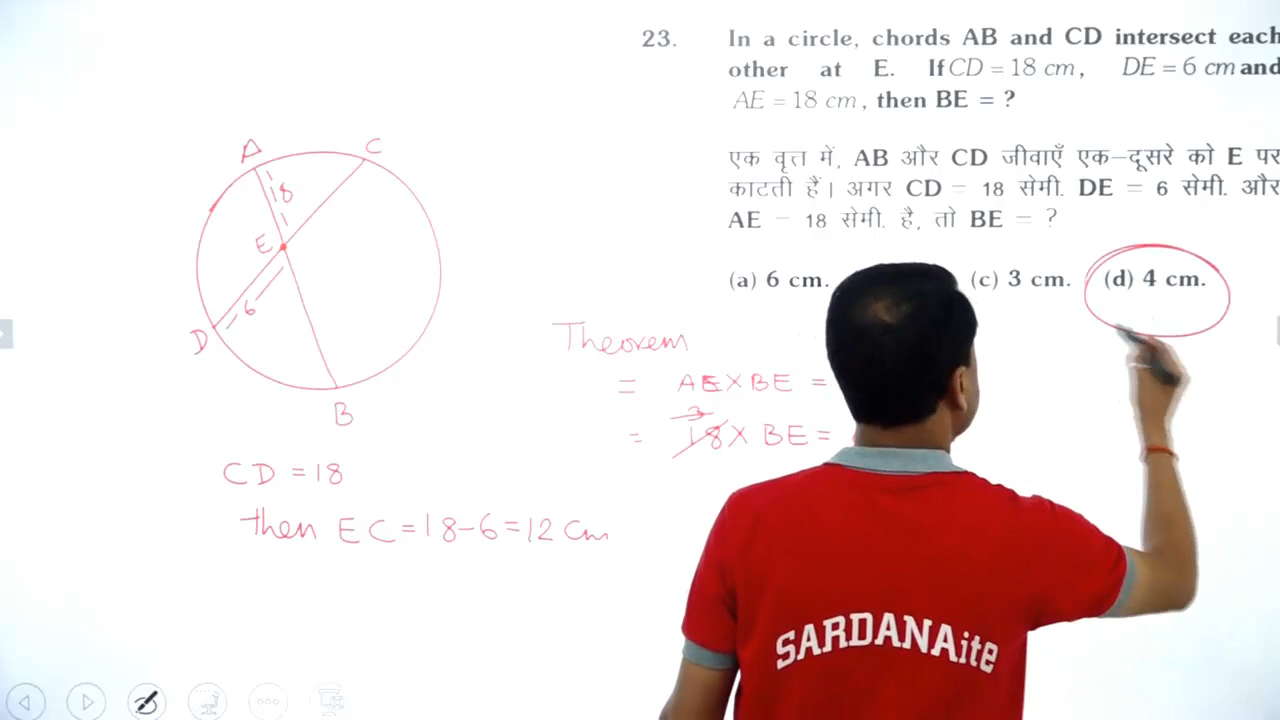 23. In a circle, chords AB and CD intersect each
other at E. If CD = 18 cm, DE = 6 cm and
AE = 18 cm, then BE = ?
एक वृत्त में, AB और CD जीवाएँ एक–दूसरे को E पर
काटती हैं। अगर CD – 18 सेमी. DE – 6 सेमी. और
AE – 18 सेमी. है, तो BE – ?
(a) 6 cm. (c) 3 cm. (d) 4 cm.
A C
18
E
6
D
B
Theorem
= AE × BE =
3
= 18 × BE =
CD = 18
then EC = 18 - 6 = 12 cm
SARDANAite